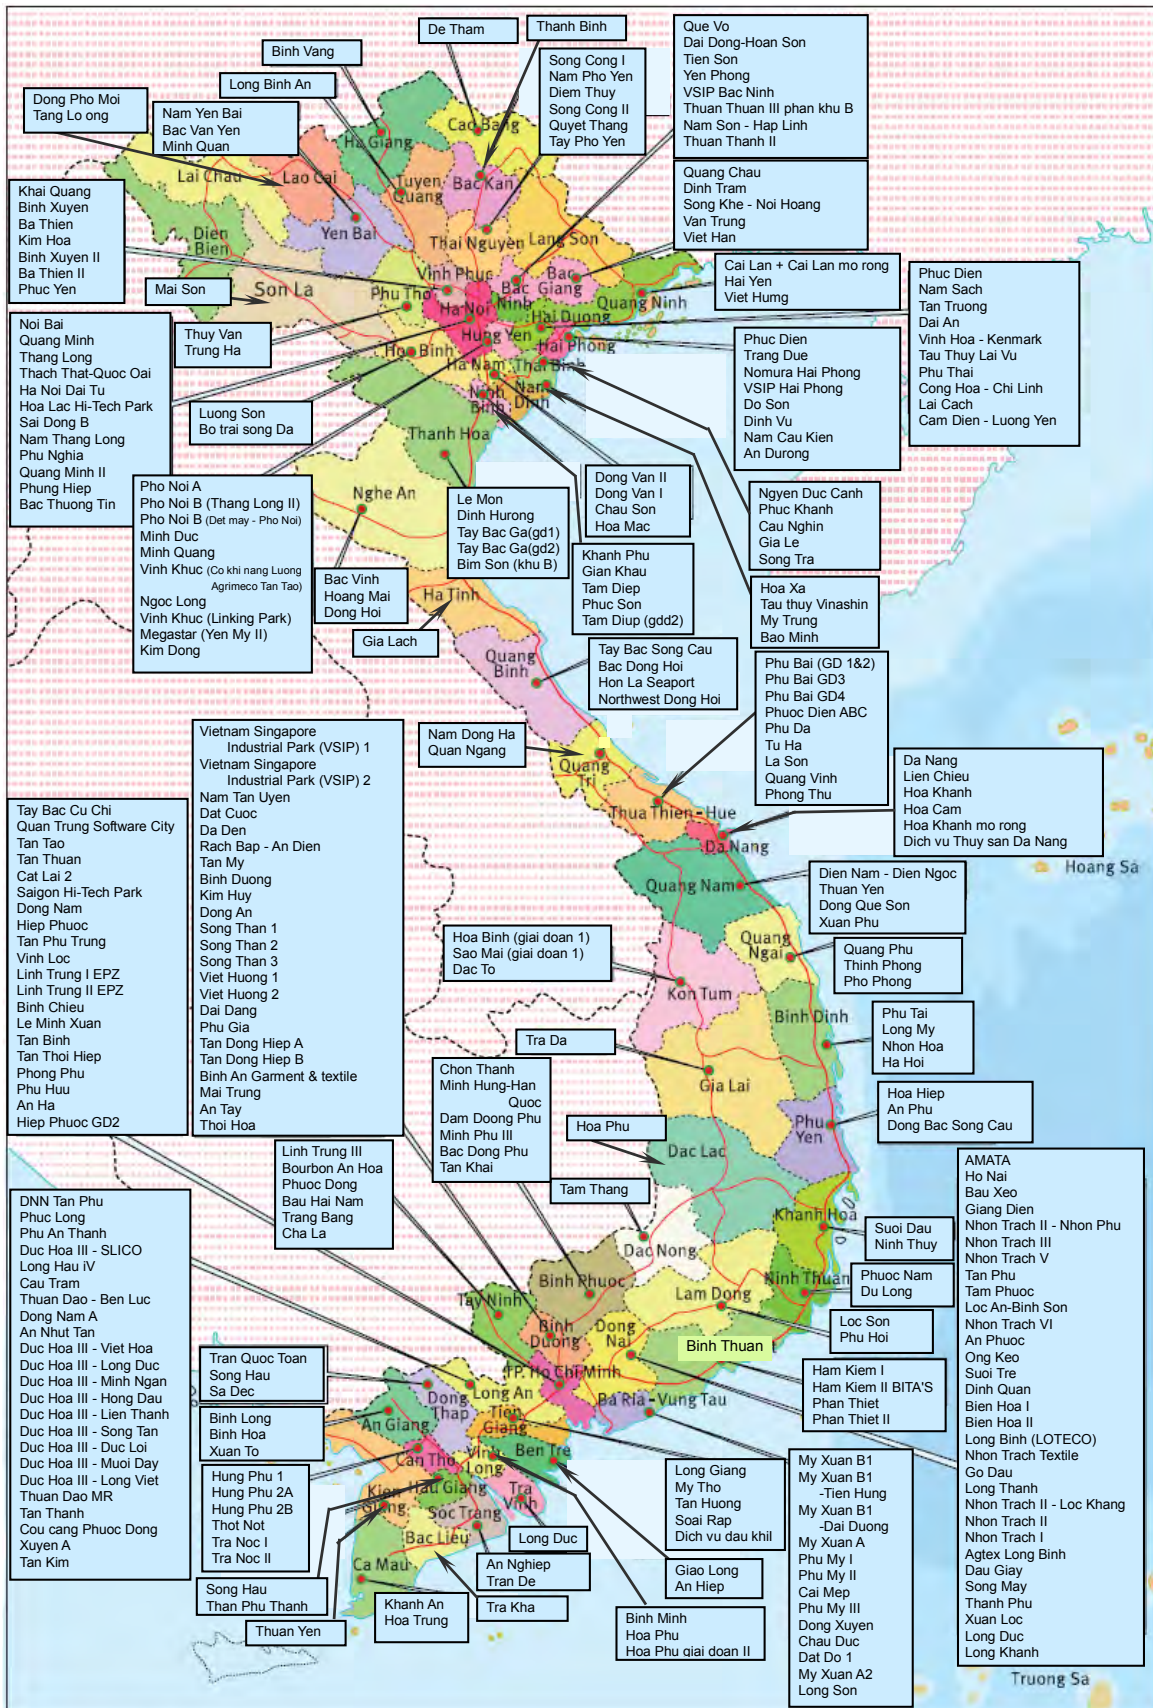 De Tham
Thanh Binh
Binh Vang
Long Binh An
Song Cong I
Nam Pho Yen
Diem Thuy
Song Cong II
Quyet Thang
Tay Pho Yen
Que Vo
Dai Dong-Hoan Son
Tien Son
Yen Phong
VSIP Bac Ninh
Thuan Thuan III phan khu B
Nam Son - Hap Linh
Thuan Thanh II
Dong Pho Moi
Tang Lo ong
Nam Yen Bai
Bac Van Yen
Minh Quan
Quang Chau
Dinh Tram
Song Khe - Noi Hoang
Van Trung
Viet Han
Khai Quang
Binh Xuyen
Ba Thien
Kim Hoa
Binh Xuyen II
Ba Thien II
Phuc Yen
Mai Son
Thuy Van
Trung Ha
Cai Lan + Cai Lan mo rong
Hai Yen
Viet Humg
Phuc Dien
Nam Sach
Tan Truong
Dai An
Vinh Hoa - Kenmark
Tau Thuy Lai Vu
Phu Thai
Cong Hoa - Chi Linh
Lai Cach
Cam Dien - Luong Yen
Noi Bai
Quang Minh
Thang Long
Thach That-Quoc Oai
Ha Noi Dai Tu
Hoa Lac Hi-Tech Park
Sai Dong B
Nam Thang Long
Phu Nghia
Quang Minh II
Phung Hiep
Bac Thuong Tin
Luong Son
Bo trai song Da
Phuc Dien
Trang Due
Nomura Hai Phong
VSIP Hai Phong
Do Son
Dinh Vu
Nam Cau Kien
An Durong
Pho Noi A
Pho Noi B (Thang Long II)
Pho Noi B (Det may - Pho Noi)
Minh Duc
Minh Quang
Vinh Khuc (Co khi nang Luong
Agrimeco Tan Tao)
Ngoc Long
Vinh Khuc (Linking Park)
Megastar (Yen My II)
Kim Dong
Bac Vinh
Hoang Mai
Dong Hoi
Gia Lach
Le Mon
Dinh Hurong
Tay Bac Ga(gd1)
Tay Bac Ga(gd2)
Bim Son (khu B)
Dong Van II
Dong Van I
Chau Son
Hoa Mac
Khanh Phu
Gian Khau
Tam Diep
Phuc Son
Tam Diup (gdd2)
Ngyen Duc Canh
Phuc Khanh
Cau Nghin
Gia Le
Song Tra
Hoa Xa
Tau thuy Vinashin
My Trung
Bao Minh
Tay Bac Song Cau
Bac Dong Hoi
Hon La Seaport
Northwest Dong Hoi
Nam Dong Ha
Quan Ngang
Phu Bai (GD 1&2)
Phu Bai GD3
Phu Bai GD4
Phuoc Dien ABC
Phu Da
Tu Ha
La Son
Quang Vinh
Phong Thu
Da Nang
Lien Chieu
Hoa Khanh
Hoa Cam
Hoa Khanh mo rong
Dich vu Thuy san Da Nang
Dien Nam - Dien Ngoc
Thuan Yen
Dong Que Son
Xuan Phu
Quang Phu
Thinh Phong
Pho Phong
Hoa Binh (giai doan 1)
Sao Mai (giai doan 1)
Dac To
Phu Tai
Long My
Nhon Hoa
Ha Hoi
Tra Da
Hoa Hiep
An Phu
Dong Bac Song Cau
Hoa Phu
Tam Thang
Suoi Dau
Ninh Thuy
Phuoc Nam
Du Long
Loc Son
Phu Hoi
Vietnam Singapore
Industrial Park (VSIP) 1
Vietnam Singapore
Industrial Park (VSIP) 2
Nam Tan Uyen
Dat Cuoc
Da Den
Rach Bap - An Dien
Tan My
Binh Duong
Kim Huy
Dong An
Song Than 1
Song Than 2
Song Than 3
Viet Huong 1
Viet Huong 2
Dai Dang
Phu Gia
Tan Dong Hiep A
Tan Dong Hiep B
Binh An Garment & textile
Mai Trung
An Tay
Thoi Hoa
Tay Bac Cu Chi
Quan Trung Software City
Tan Tao
Tan Thuan
Cat Lai 2
Saigon Hi-Tech Park
Dong Nam
Hiep Phuoc
Tan Phu Trung
Vinh Loc
Linh Trung I EPZ
Linh Trung II EPZ
Binh Chieu
Le Minh Xuan
Tan Binh
Tan Thoi Hiep
Phong Phu
Phu Huu
An Ha
Hiep Phuoc GD2
Chon Thanh
Minh Hung-Han
Quoc
Dam Doong Phu
Minh Phu III
Bac Dong Phu
Tan Khai
Linh Trung III
Bourbon An Hoa
Phuoc Dong
Bau Hai Nam
Trang Bang
Cha La
DNN Tan Phu
Phuc Long
Phu An Thanh
Duc Hoa III - SLICO
Long Hau iV
Cau Tram
Thuan Dao - Ben Luc
Dong Nam A
An Nhut Tan
Duc Hoa III - Viet Hoa
Duc Hoa III - Long Duc
Duc Hoa III - Minh Ngan
Duc Hoa III - Hong Dau
Duc Hoa III - Lien Thanh
Duc Hoa III - Song Tan
Duc Hoa III - Duc Loi
Duc Hoa III - Muoi Day
Duc Hoa III - Long Viet
Thuan Dao MR
Tan Thanh
Cou cang Phuoc Dong
Xuyen A
Tan Kim
Tran Quoc Toan
Song Hau
Sa Dec
Binh Long
Binh Hoa
Xuan To
Hung Phu 1
Hung Phu 2A
Hung Phu 2B
Thot Not
Tra Noc I
Tra Noc II
Song Hau
Than Phu Thanh
Thuan Yen
Khanh An
Hoa Trung
Tra Kha
An Nghiep
Tran De
Long Duc
Binh Minh
Hoa Phu
Hoa Phu giai doan II
Giao Long
An Hiep
Long Giang
My Tho
Tan Huong
Soai Rap
Dich vu dau khil
Ham Kiem I
Ham Kiem II BITA'S
Phan Thiet
Phan Thiet II
My Xuan B1
My Xuan B1
-Tien Hung
My Xuan B1
-Dai Duong
My Xuan A
Phu My I
Phu My II
Cai Mep
Phu My III
Dong Xuyen
Chau Duc
Dat Do 1
My Xuan A2
Long Son
AMATA
Ho Nai
Bau Xeo
Giang Dien
Nhon Trach II - Nhon Phu
Nhon Trach III
Nhon Trach V
Tan Phu
Tam Phuoc
Loc An-Binh Son
Nhon Trach VI
An Phuoc
Ong Keo
Suoi Tre
Dinh Quan
Bien Hoa I
Bien Hoa II
Long Binh (LOTECO)
Nhon Trach Textile
Go Dau
Long Thanh
Nhon Trach II - Loc Khang
Nhon Trach II
Nhon Trach I
Agtex Long Binh
Dau Giay
Song May
Thanh Phu
Xuan Loc
Long Duc
Long Khanh
Lai Chau
Lao Cai
Ha Giang
Cao Bang
Tuyen
Quang
Bac Kan
Dien
Bien
Yen Bai
Thai Nguyen
Lang Son
Son La
Phu Tho
Vinh Phuc
Bac
Ninh
Bac
Giang
Quang Ninh
Ha Noi
Hai Duong
Hung Yen
Hai Phong
Hoa Binh
Ha Nam
Thai Binh
Ninh
Binh
Nam
Dinh
Thanh Hoa
Nghe An
Ha Tinh
Quang
Binh
Quang
Tri
Thua Thien - Hue
Da Nang
Hoang Sa
Quang Nam
Quang
Ngai
Kon Tum
Binh Dinh
Gia Lai
Phu
Yen
Dac Lac
Khanh Hoa
Dac Nong
Binh Phuoc
Lam Dong
Ninh Thuan
Tay Ninh
Binh
Duong
Dong
Nai
Binh Thuan
TP. Ho Chi Minh
Ba Ria - Vung Tau
Long An
Dong
Thap
Tien
Giang
An Giang
Ben Tre
Can Tho
Vinh
Long
Kien
Giang
Hau Giang
Tra
Vinh
Soc Trang
Bac Lieu
Ca Mau
Truong Sa